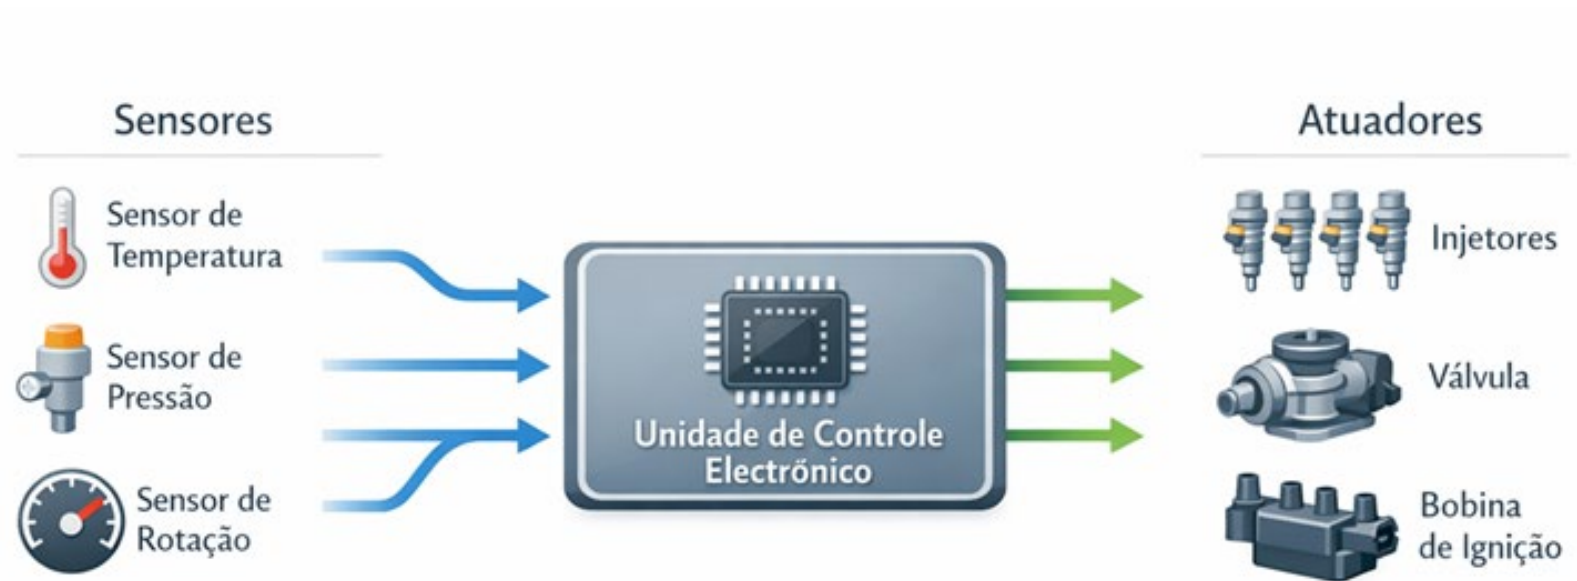 Sensores
Sensor de
Temperatura
Sensor de
Pressão
Sensor de
Rotação
Unidade de Controle
Electrőnico
Atuadores
Injetores
Válvula
Bobina
de Ignição